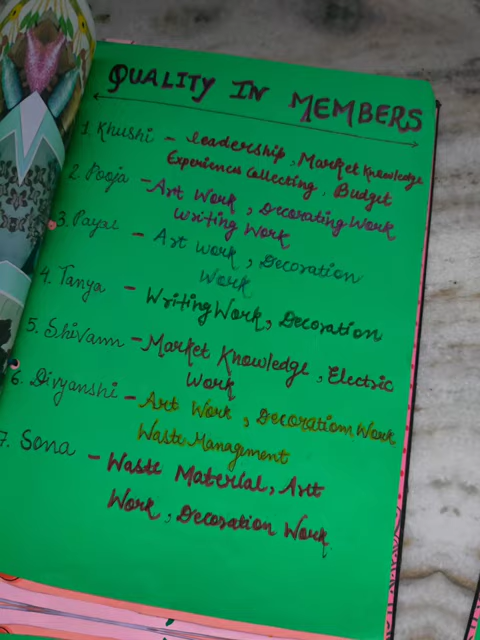 QUALITY IN MEMBERS
1. Khushi - leadership, Market Knowledge
Experiences Collecting, Budget
2. Pooja - Art Work, Decorating Work
Writing Work
3. Payal - Art work, Decoration
Work
4. Tanya - Writing Work, Decoration
5. Shivam - Market Knowledge, Electric
Work
6. Divyanshi - Art Work, Decoration Work
Waste Management
7. Sona - Waste Material, Art
Work, Decoration Work.